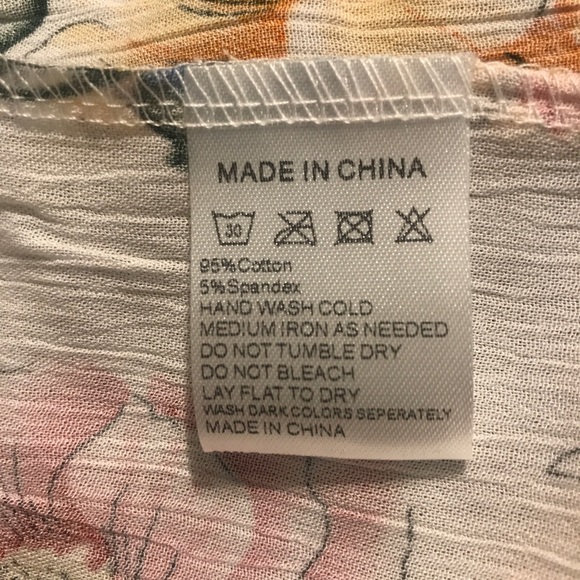 MADE IN CHINA
30
95%Cotton
5%Spandex
HAND WASH COLD
MEDIUM IRON AS NEEDED
DO NOT TUMBLE DRY
DO NOT BLEACH
LAY FLAT TO DRY
WASH DARK COLORS SEPERATELY
MADE IN CHINA